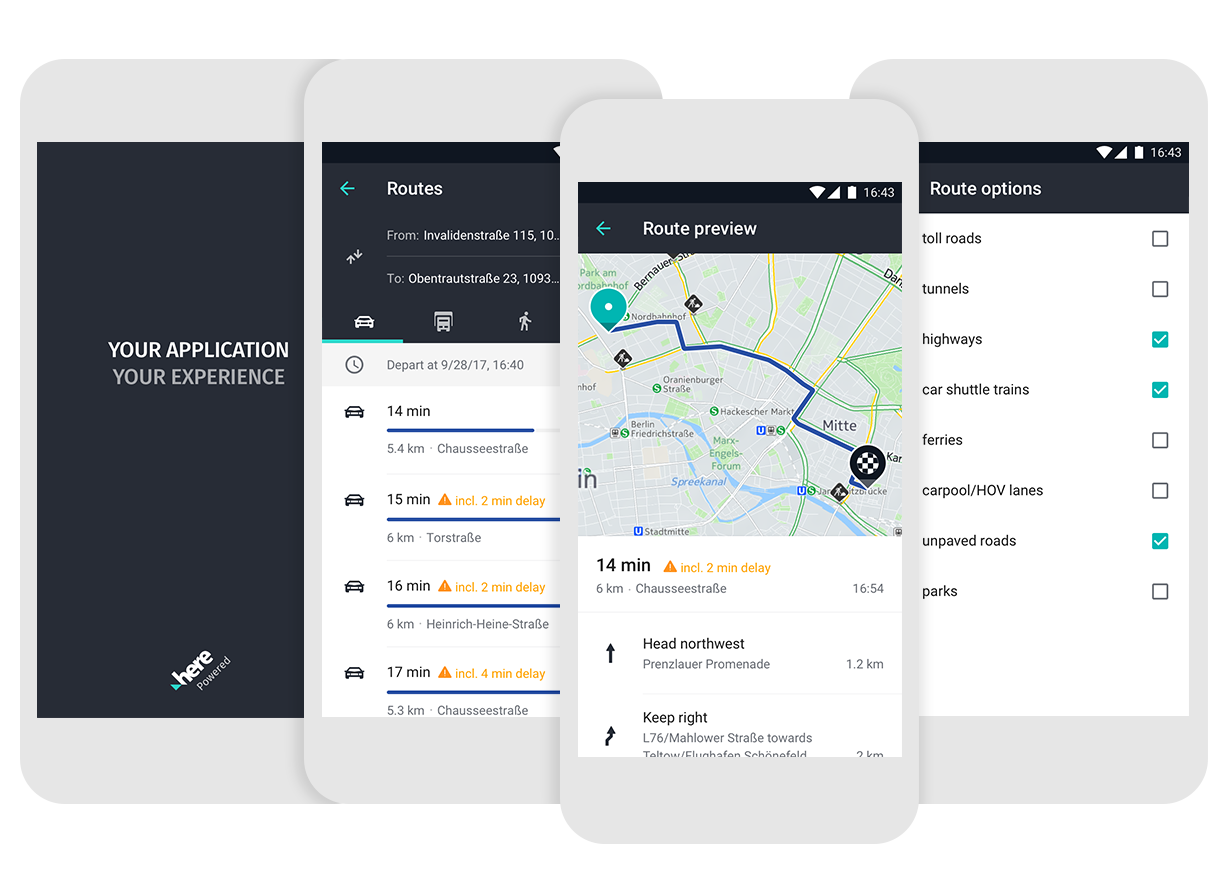 YOUR APPLICATION
YOUR EXPERIENCE
here
Powered
Routes
From: Invalidenstraße 115, 10...
To: Obentrautstraße 23, 1093...
Depart at 9/28/17, 16:40
14 min
5.4 km · Chausseestraße
15 min incl. 2 min delay
6 km · Torstraße
16 min incl. 2 min delay
6 km · Heinrich-Heine-Straße
17 min incl. 4 min delay
5.3 km · Chausseestraße
16:43
Route preview
Park am
Bernauer
Nordbahnhof
Oranienburger
Straße
Hackescher Markt
Berlin
Friedrichstraße
Mitte
Marx-
Engels-
Forum
Spreekanal
Stadtmitte
14 min incl. 2 min delay
6 km · Chausseestraße 16:54
Head northwest
Prenzlauer Promenade 1.2 km
Keep right
L76/Mahlower Straße towards
Teltow/Flughafen Schönefeld 2 km
16:43
Route options
toll roads
tunnels
highways
car shuttle trains
ferries
carpool/HOV lanes
unpaved roads
parks